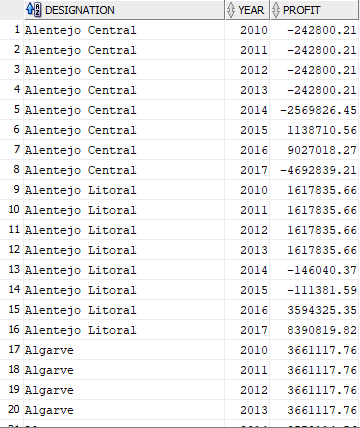 DESIGNATION YEAR PROFIT
1 Alentejo Central 2010 -242800.21
2 Alentejo Central 2011 -242800.21
3 Alentejo Central 2012 -242800.21
4 Alentejo Central 2013 -242800.21
5 Alentejo Central 2014 -2569826.45
6 Alentejo Central 2015 1138710.56
7 Alentejo Central 2016 9027018.27
8 Alentejo Central 2017 -4692839.21
9 Alentejo Litoral 2010 1617835.66
10 Alentejo Litoral 2011 1617835.66
11 Alentejo Litoral 2012 1617835.66
12 Alentejo Litoral 2013 1617835.66
13 Alentejo Litoral 2014 -146040.37
14 Alentejo Litoral 2015 -111381.59
15 Alentejo Litoral 2016 3594325.35
16 Alentejo Litoral 2017 8390819.82
17 Algarve 2010 3661117.76
18 Algarve 2011 3661117.76
19 Algarve 2012 3661117.76
20 Algarve 2013 3661117.76